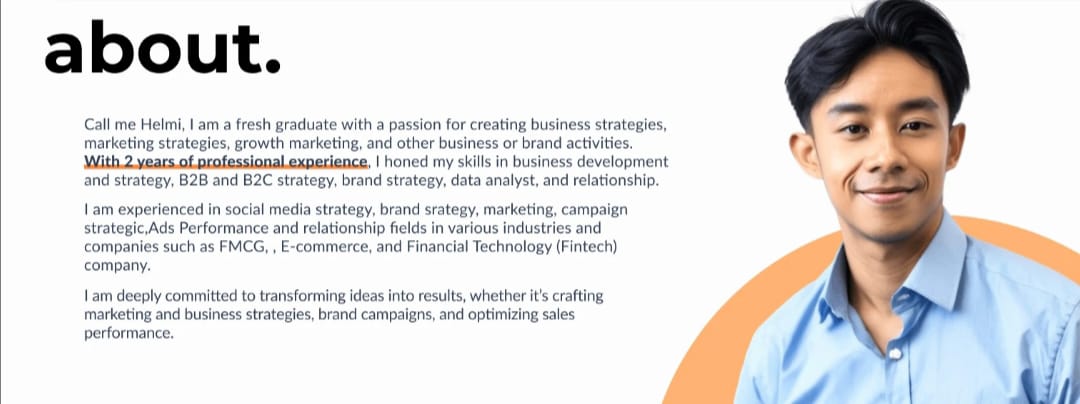 about.
Call me Helmi, I am a fresh graduate with a passion for creating business strategies,
marketing strategies, growth marketing, and other business or brand activities.
With 2 years of professional experience, I honed my skills in business development
and strategy, B2B and B2C strategy, brand strategy, data analyst, and relationship.
I am experienced in social media strategy, brand srategy, marketing, campaign
strategic,Ads Performance and relationship fields in various industries and
companies such as FMCG, , E-commerce, and Financial Technology (Fintech)
company.
I am deeply committed to transforming ideas into results, whether it's crafting
marketing and business strategies, brand campaigns, and optimizing sales
performance.